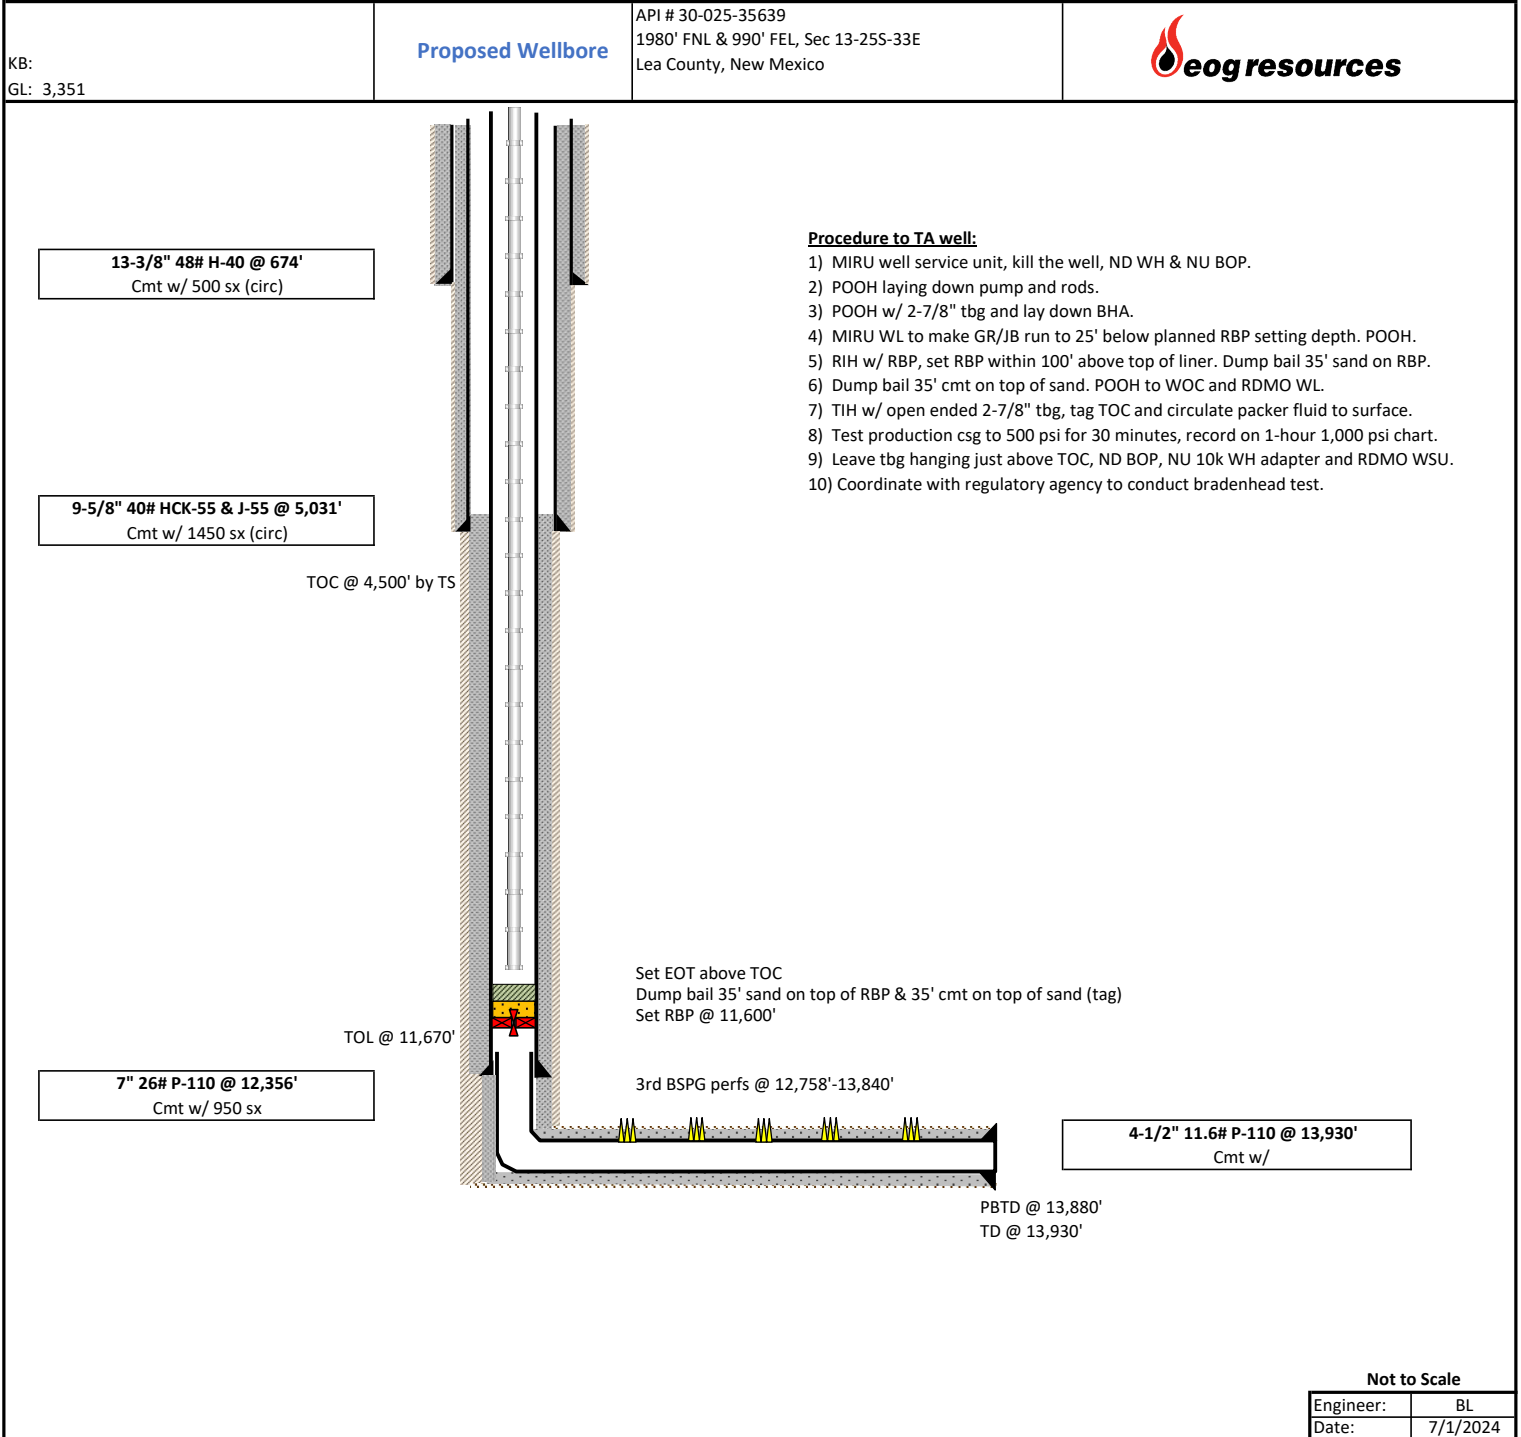 KB:
GL: 3,351
Proposed Wellbore
API # 30-025-35639
1980' FNL & 990' FEL, Sec 13-25S-33E
Lea County, New Mexico
eog resources
Procedure to TA well:
1) MIRU well service unit, kill the well, ND WH & NU BOP.
2) POOH laying down pump and rods.
3) POOH w/ 2-7/8" tbg and lay down BHA.
4) MIRU WL to make GR/JB run to 25' below planned RBP setting depth. POOH.
5) RIH w/ RBP, set RBP within 100' above top of liner. Dump bail 35' sand on RBP.
6) Dump bail 35' cmt on top of sand. POOH to WOC and RDMO WL.
7) TIH w/ open ended 2-7/8" tbg, tag TOC and circulate packer fluid to surface.
8) Test production csg to 500 psi for 30 minutes, record on 1-hour 1,000 psi chart.
9) Leave tbg hanging just above TOC, ND BOP, NU 10k WH adapter and RDMO WSU.
10) Coordinate with regulatory agency to conduct bradenhead test.
13-3/8" 48# H-40 @ 674'
Cmt w/ 500 sx (circ)
9-5/8" 40# HCK-55 & J-55 @ 5,031'
Cmt w/ 1450 sx (circ)
TOC @ 4,500' by TS
Set EOT above TOC
Dump bail 35' sand on top of RBP & 35' cmt on top of sand (tag)
Set RBP @ 11,600'
TOL @ 11,670'
7" 26# P-110 @ 12,356'
Cmt w/ 950 sx
3rd BSPG perfs @ 12,758'-13,840'
4-1/2" 11.6# P-110 @ 13,930'
Cmt w/
PBTD @ 13,880'
TD @ 13,930'
Not to Scale
Engineer: BL
Date: 7/1/2024